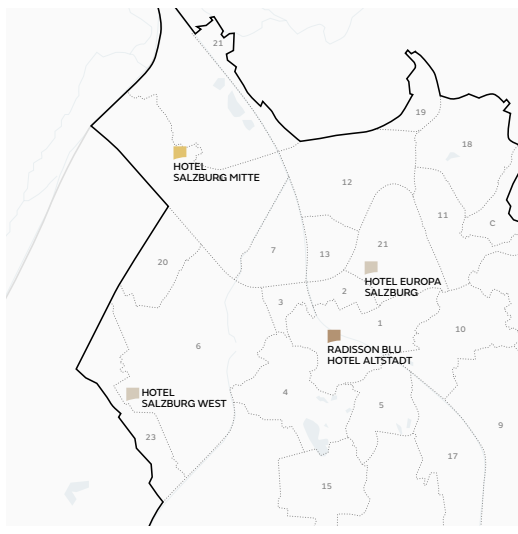 21
19
18
HOTEL
SALZBURG MITTE
12
11
C
7
13
21
20
HOTEL EUROPA
SALZBURG
2
3
1
10
6
RADISSON BLU
HOTEL ALTSTADT
HOTEL
SALZBURG WEST
4
5
9
23
17
15